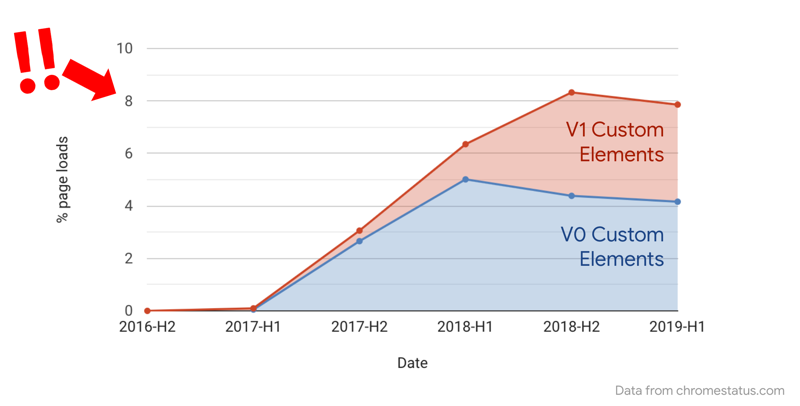 !!
10
8
6
4
2
0
% page loads
V1 Custom
Elements
V0 Custom
Elements
2016-H2 2017-H1 2017-H2 2018-H1 2018-H2 2019-H1
Date
Data from chromestatus.com